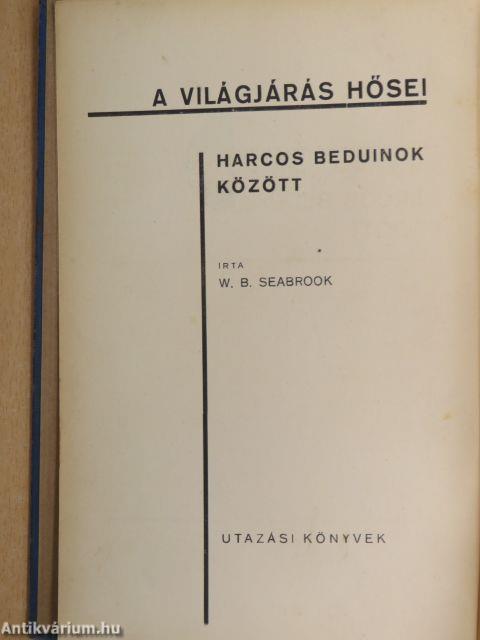 A VILÁGJÁRÁS HŐSEI
HARCOS BEDUINOK
KÖZÖTT
IRTA
W. B. SEABROOK
UTAZÁSI KÖNYVEK
Antikvárium.hu